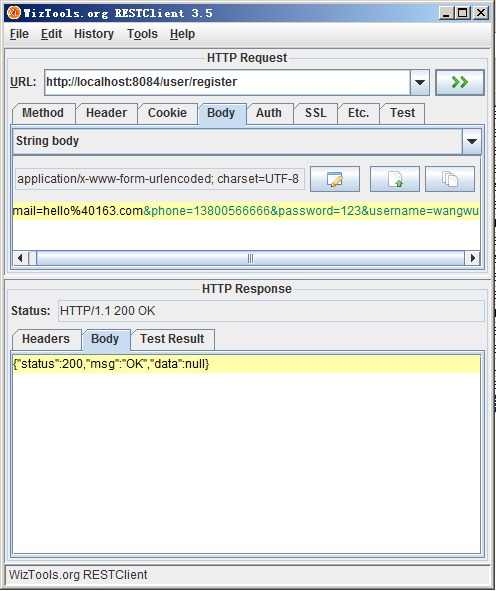 WizTools.org RESTClient 3.5
File Edit History Tools Help
HTTP Request
URL: http://localhost:8084/user/register
Method Header Cookie Body Auth SSL Etc. Test
String body
application/x-www-form-urlencoded; charset=UTF-8
mail=hello%40163.com&phone=13800566666&password=123&username=wangwu
HTTP Response
Status: HTTP/1.1 200 OK
Headers Body Test Result
{"status":200,"msg":"OK","data":null}
WizTools.org RESTClient